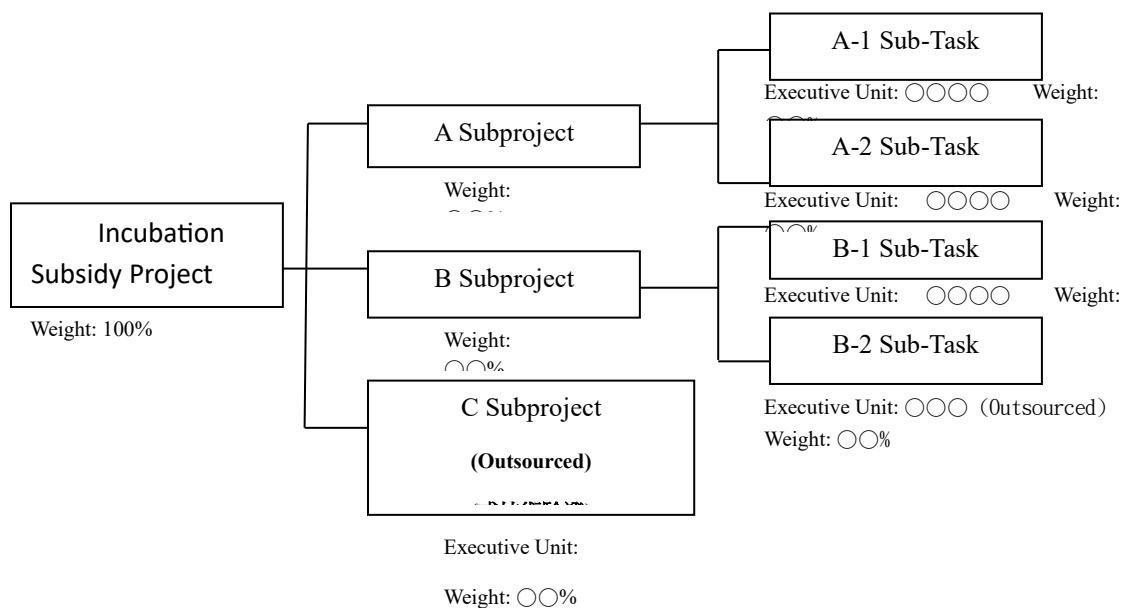 Incubation
Subsidy Project
Weight: 100%
A Subproject
Weight:
B Subproject
Weight:
○○%
C Subproject
(Outsourced)
Executive Unit:
Weight: ○○%
A-1 Sub-Task
Executive Unit: ○○○○ Weight:
A-2 Sub-Task
Executive Unit: ○○○○ Weight:
B-1 Sub-Task
Executive Unit: ○○○○ Weight:
B-2 Sub-Task
Executive Unit: ○○○ (Outsourced)
Weight: ○○%